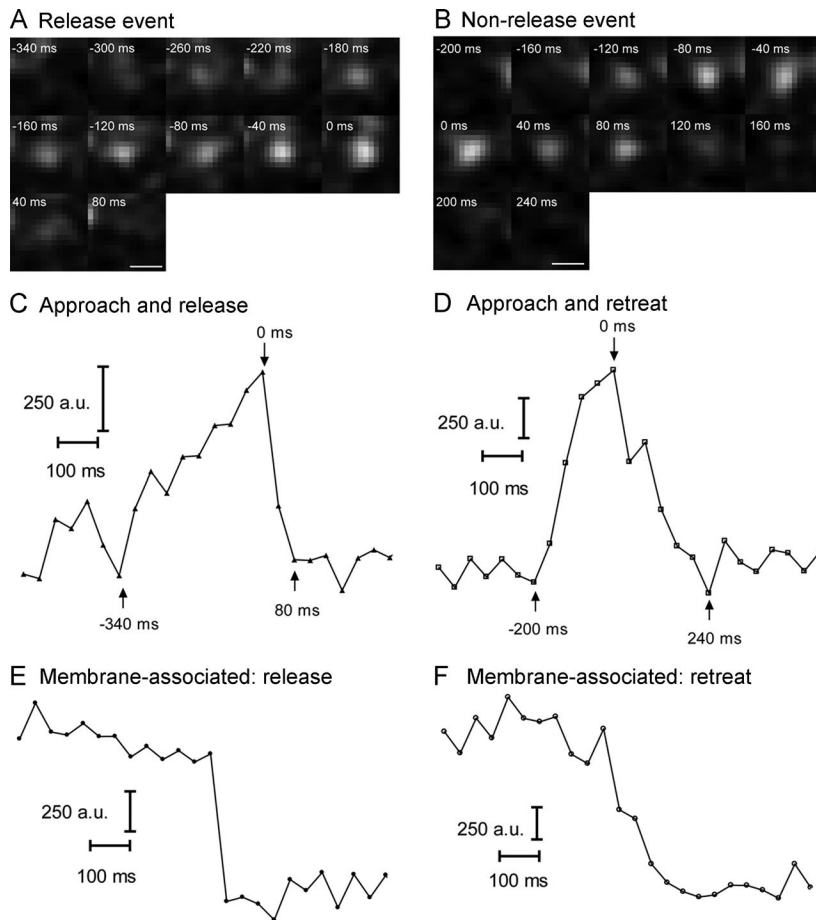 A Release event
-340 ms -300 ms -260 ms -220 ms -180 ms
-160 ms -120 ms -80 ms -40 ms 0 ms
40 ms 80 ms
B Non-release event
-200 ms -160 ms -120 ms -80 ms -40 ms
0 ms 40 ms 80 ms 120 ms 160 ms
200 ms 240 ms
C Approach and release
0 ms
250 a.u.
100 ms
-340 ms
80 ms
D Approach and retreat
0 ms
250 a.u.
100 ms
-200 ms
240 ms
E Membrane-associated: release
250 a.u.
100 ms
F Membrane-associated: retreat
250 a.u.
100 ms